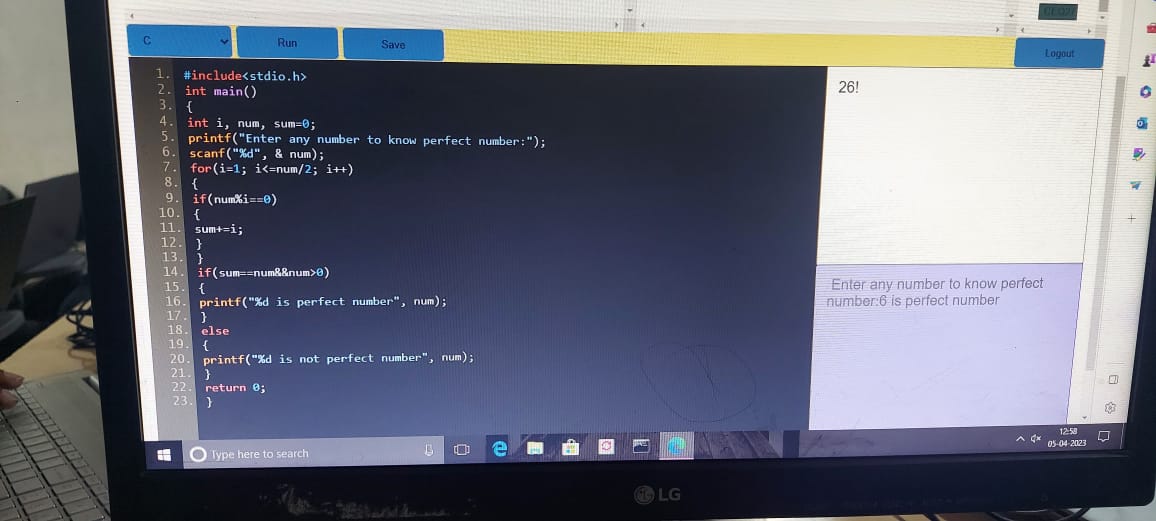 C
Run
Save
Logout
1. #include<stdio.h>
2. int main()
3. {
4. int i, num, sum=0;
5. printf("Enter any number to know perfect number:");
6. scanf("%d", & num);
7. for(i=1; i<=num/2; i++)
8. {
9. if(num%i==0)
10. {
11. sum+=i;
12. }
13. }
14. if(sum==num&&num>0)
15. {
16. printf("%d is perfect number", num);
17. }
18. else
19. {
20. printf("%d is not perfect number", num);
21. }
22. return 0;
23. }
26!
Enter any number to know perfect
number:6 is perfect number
Type here to search
12:58
05-04-2023
LG